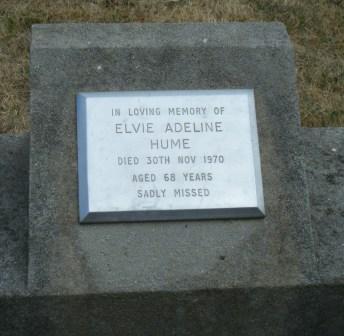 IN LOVING MEMORY OF
ELVIE ADELINE
HUME
DIED 30TH NOV 1970
AGED 68 YEARS
SADLY MISSED